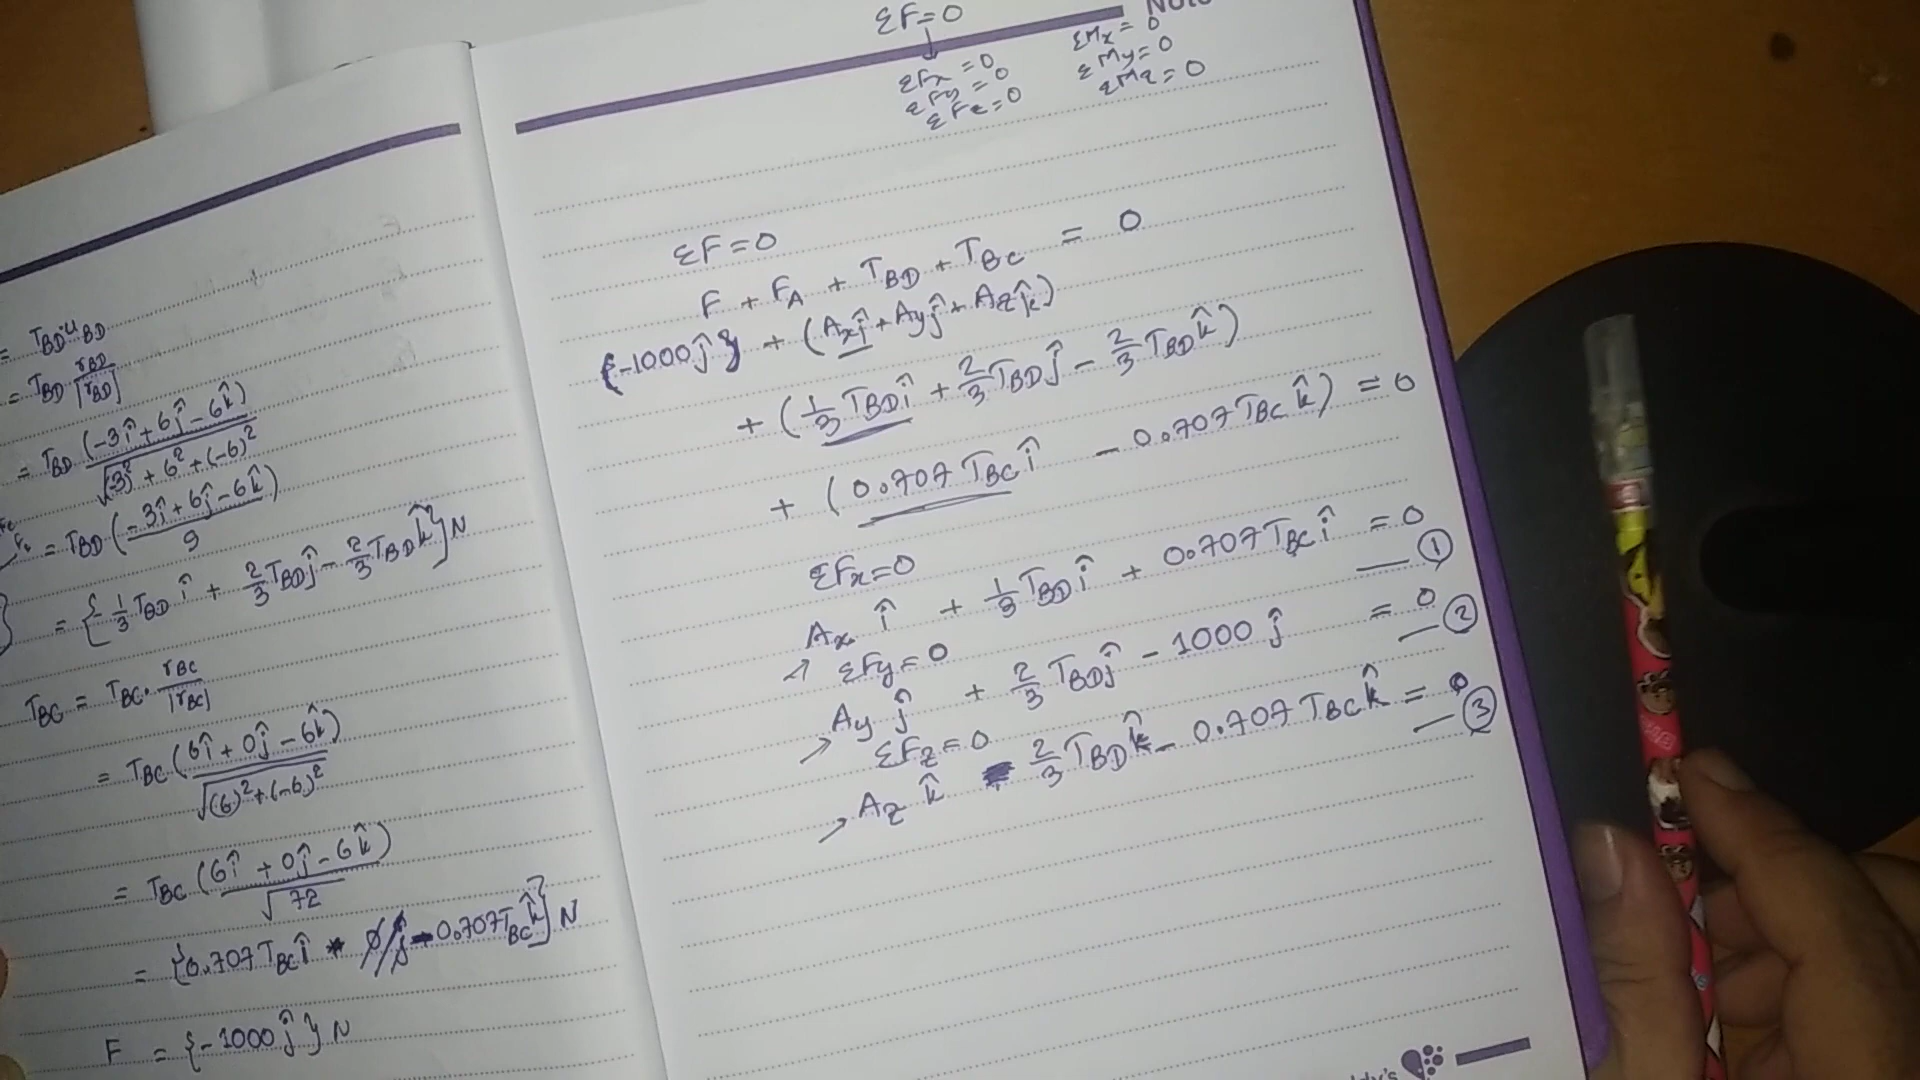 = TBD·uBD
= TBD · rBD/|rBD|
= TBD (-3î+6ĵ-6k̂)/√(-3)²+6²+(-6)²
= TBD (-3î+6ĵ-6k̂)/9
= {1/3 TBD î + 2/3 TBD ĵ - 2/3 TBD k̂} N
TBC = TBC · rBC/|rBC|
= TBC (6î + 0ĵ - 6k̂)/√(6)²+(-6)²
= TBC (6î + 0ĵ - 6k̂)/√72
= {0.707 TBC î - 0.707 TBC k̂} N
F = {-1000 ĵ} N
ΣF=0
ΣFx = 0
ΣFy = 0
ΣFz = 0
ΣMx = 0
ΣMy = 0
ΣMz = 0
ΣF=0
F + FA + TBD + TBC = 0
{-1000ĵ} + (Axî + Ayĵ + Azk̂)
+ (1/3 TBD î + 2/3 TBD ĵ - 2/3 TBD k̂)
+ (0.707 TBC î - 0.707 TBC k̂) = 0
ΣFx=0
Ax î + 1/3 TBD î + 0.707 TBC î = 0 — ①
ΣFy=0
Ay ĵ + 2/3 TBD ĵ - 1000 ĵ = 0 — ②
ΣFz=0
Az k̂ - 2/3 TBD k̂ - 0.707 TBC k̂ = 0 — ③